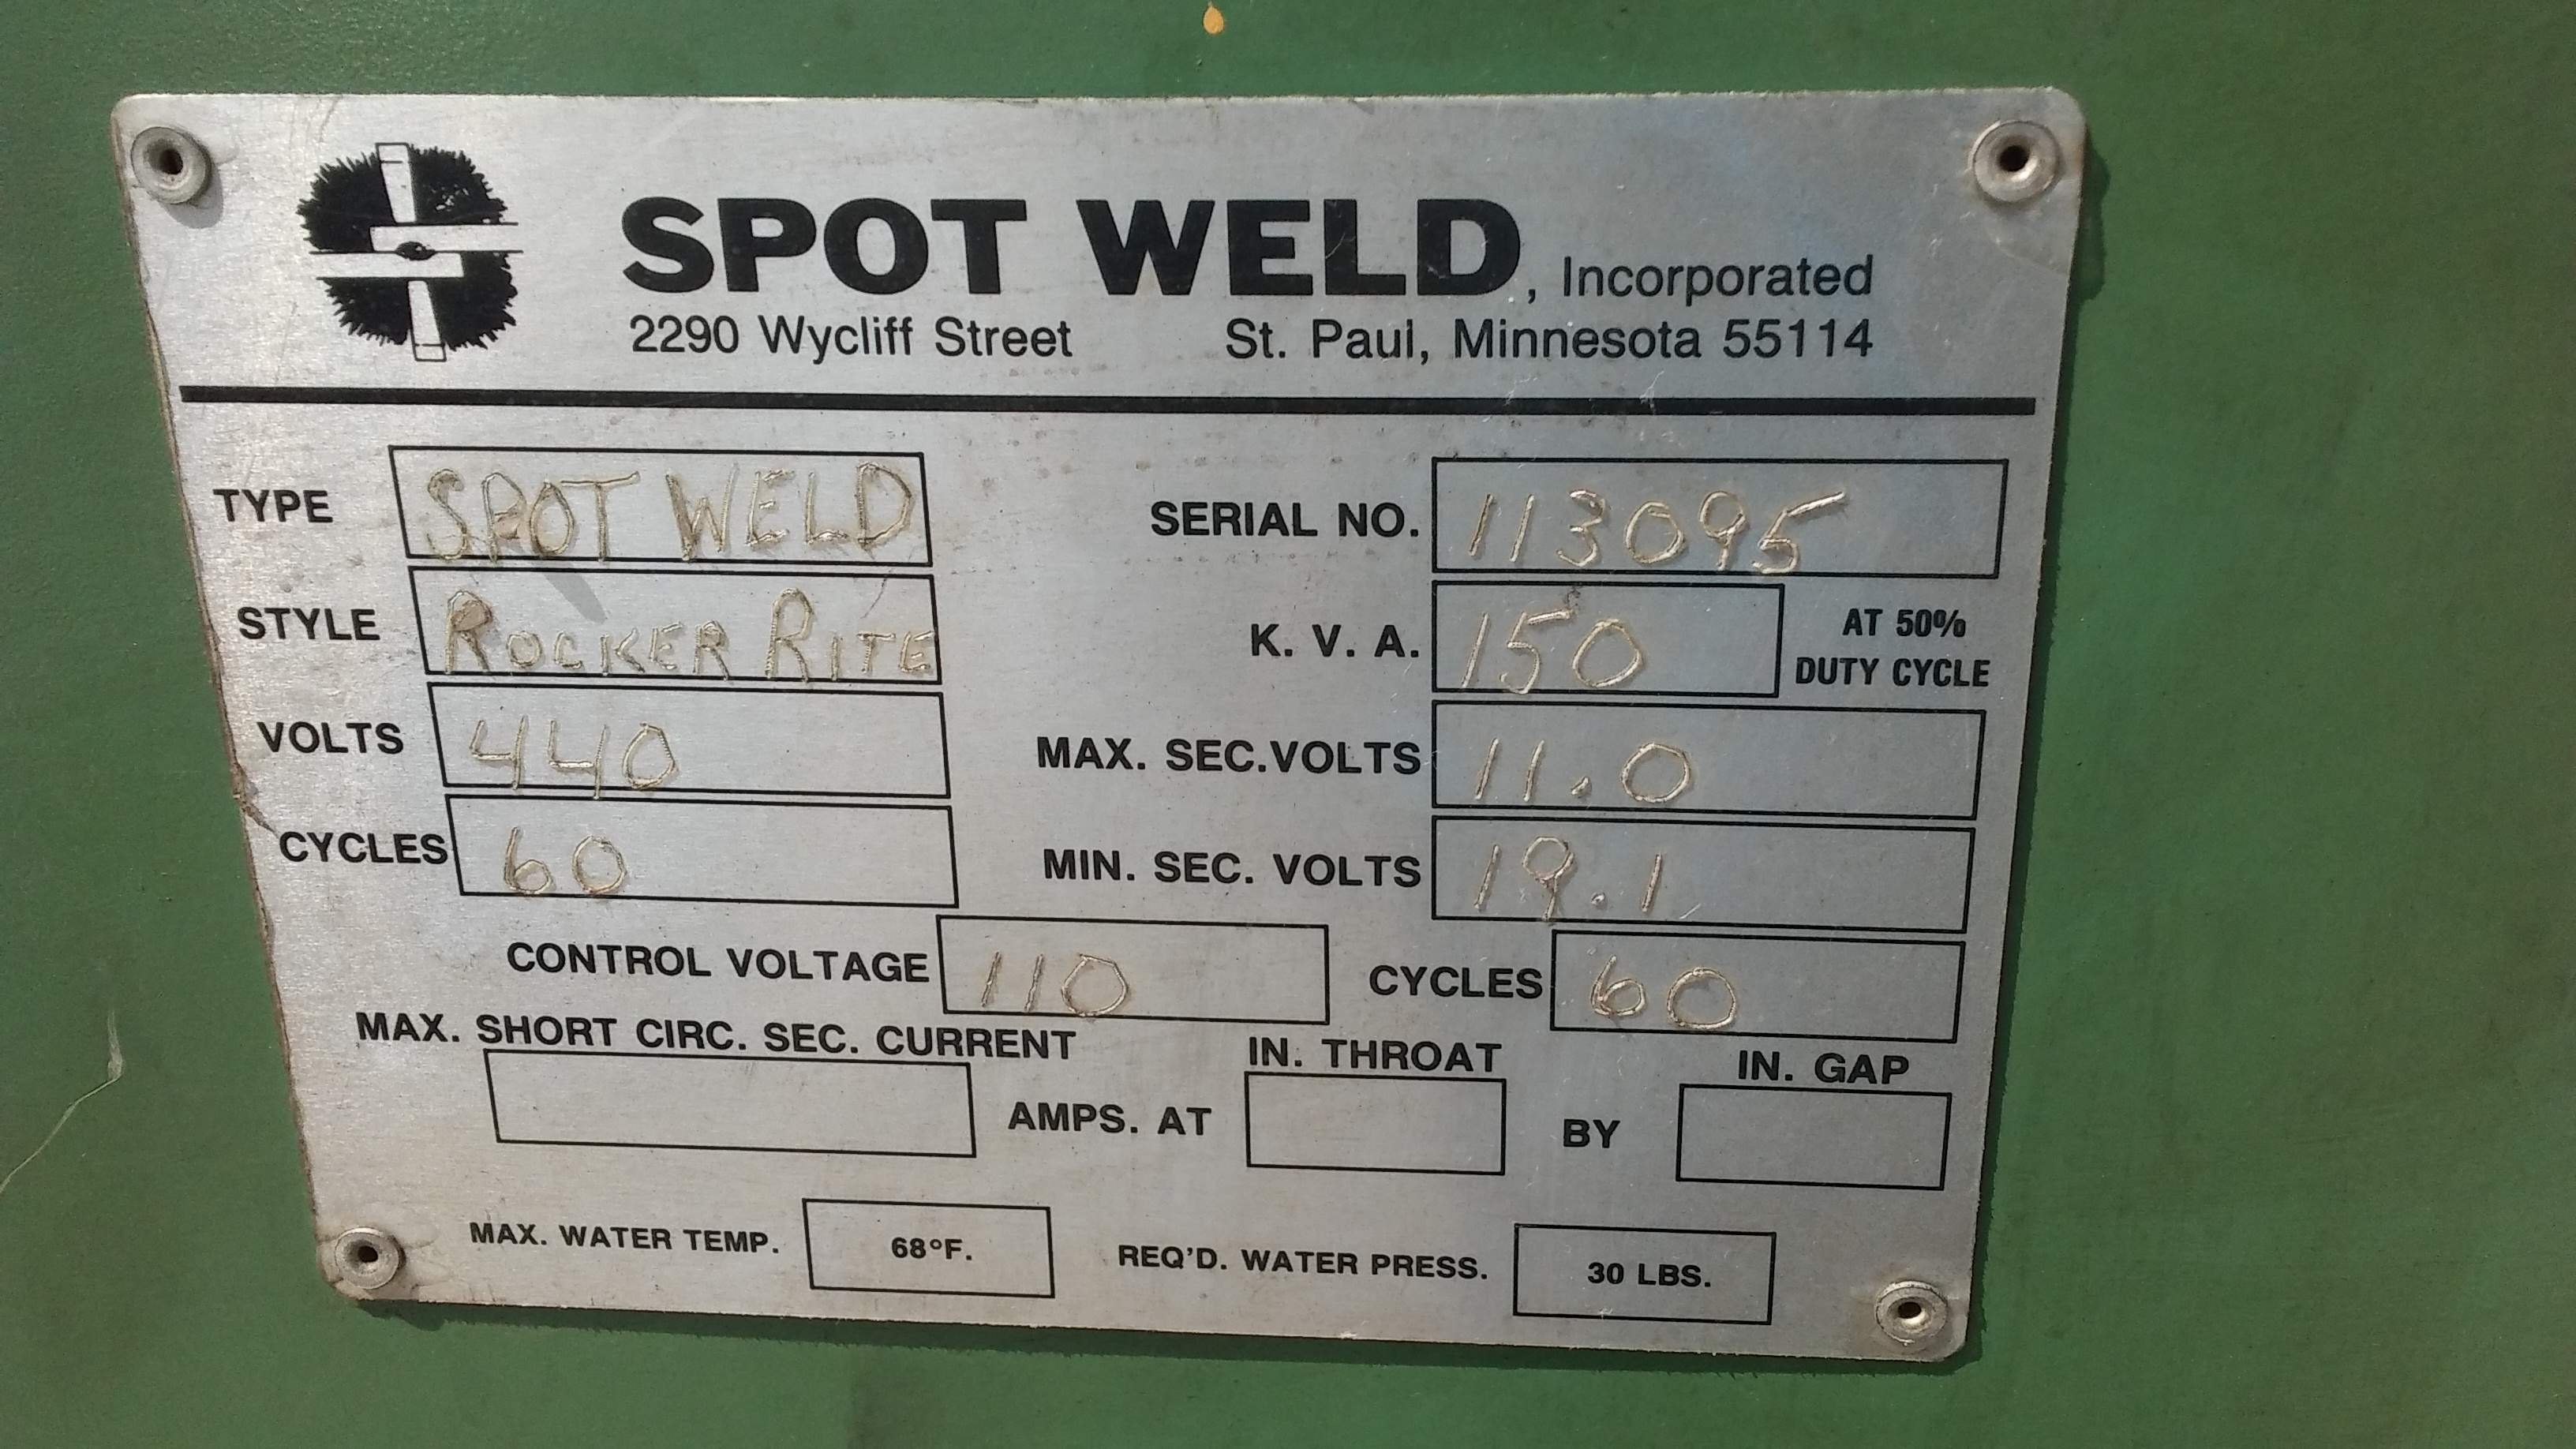 SPOT WELD, Incorporated
2290 Wycliff Street St. Paul, Minnesota 55114
TYPE SPOT WELD SERIAL NO. 113095
STYLE ROCKER RITE K. V. A. 150 AT 50% DUTY CYCLE
VOLTS 440 MAX. SEC. VOLTS 11.0
CYCLES 60 MIN. SEC. VOLTS 19.1
CONTROL VOLTAGE 110 CYCLES 60
MAX. SHORT CIRC. SEC. CURRENT IN. THROAT IN. GAP
AMPS. AT BY
MAX. WATER TEMP. 68°F. REQ'D. WATER PRESS. 30 LBS.